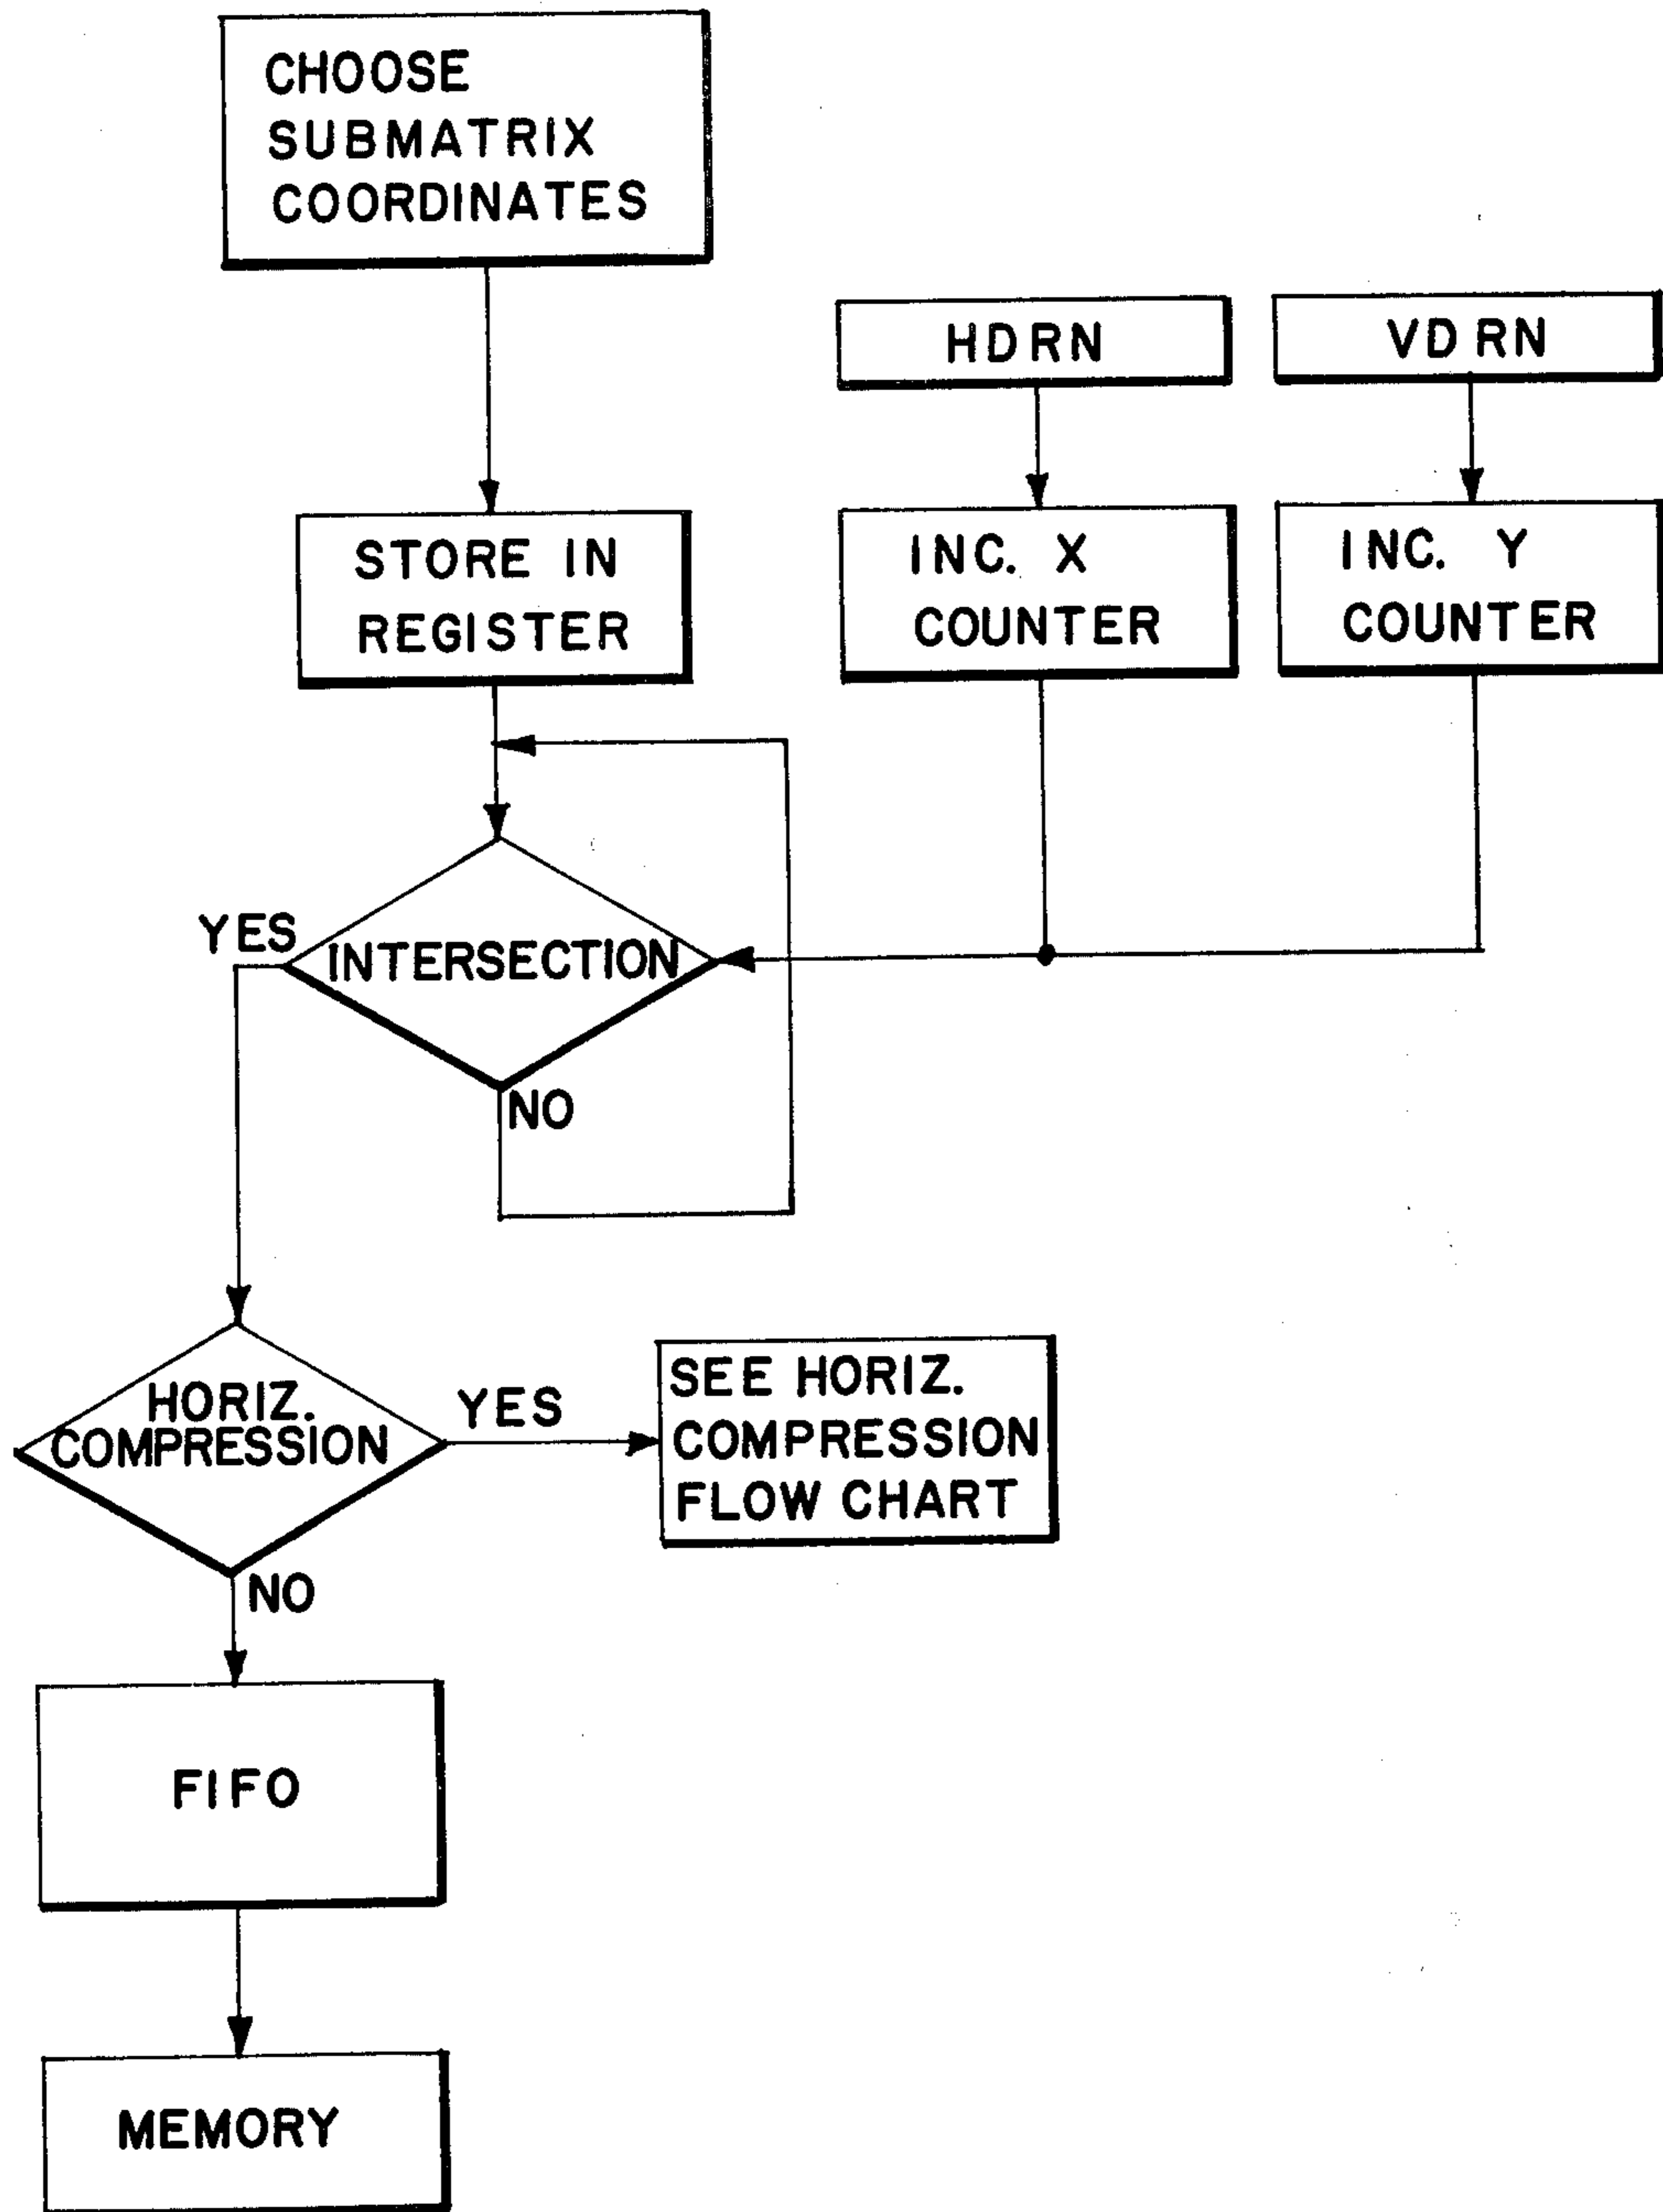 CHOOSE
SUBMATRIX
COORDINATES
HDRN
VDRN
STORE IN
REGISTER
INC. X
COUNTER
INC. Y
COUNTER
YES
INTERSECTION
NO
HORIZ.
COMPRESSION
YES
SEE HORIZ.
COMPRESSION
FLOW CHART
NO
FIFO
MEMORY